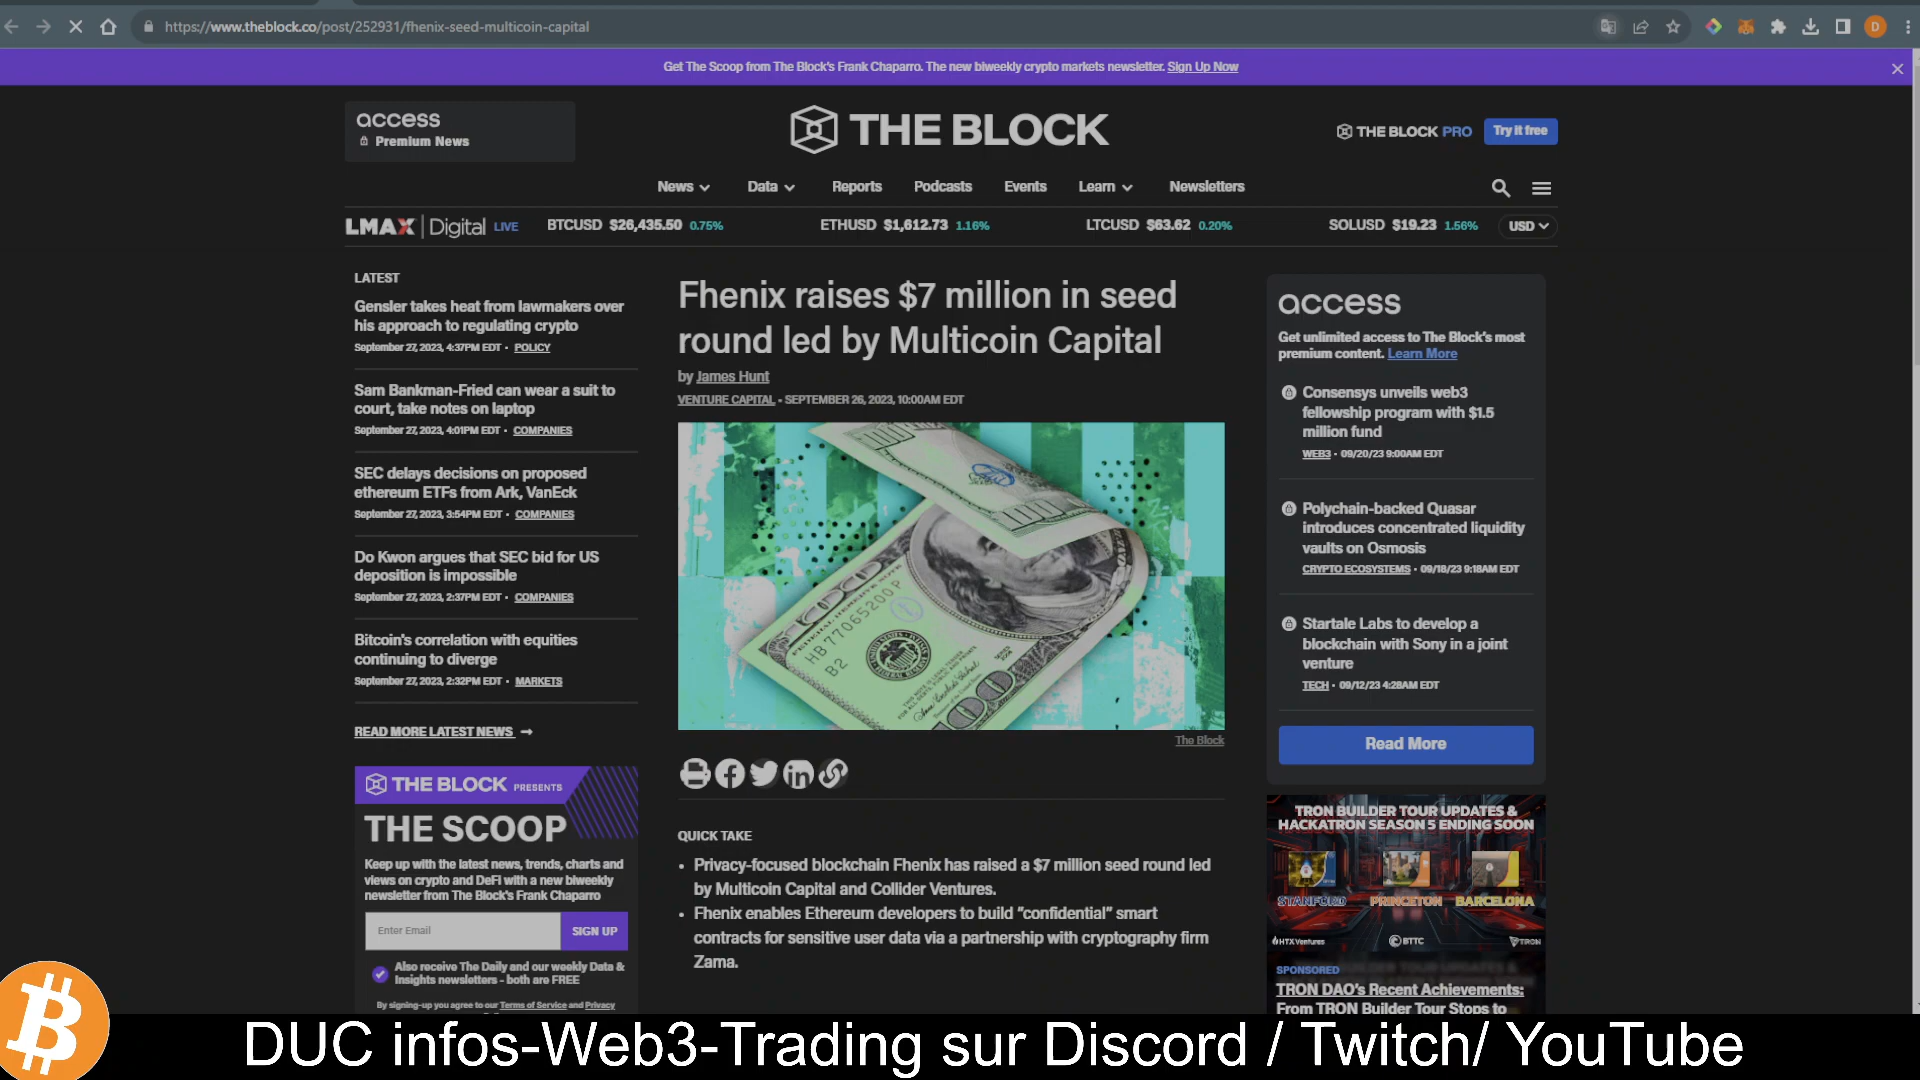 https://www.theblock.co/post/252931/fhenix-seed-multicoin-capital
D
Get The Scoop from The Block's Frank Chaparro. The new biweekly crypto markets newsletter. Sign Up Now
access
Premium News
THE BLOCK
THE BLOCK PRO
Try it free
News
Data
Reports
Podcasts
Events
Learn
Newsletters
LMAX Digital LIVE
BTCUSD $26,435.50 0.75%
ETHUSD $1,612.73 1.16%
LTCUSD $63.62 0.20%
SOLUSD $19.23 1.56%
USD
LATEST
Gensler takes heat from lawmakers over
his approach to regulating crypto
September 27, 2023, 4:37PM EDT • POLICY
Sam Bankman-Fried can wear a suit to
court, take notes on laptop
September 27, 2023, 4:01PM EDT • COMPANIES
SEC delays decisions on proposed
ethereum ETFs from Ark, VanEck
September 27, 2023, 3:54PM EDT • COMPANIES
Do Kwon argues that SEC bid for US
deposition is impossible
September 27, 2023, 2:37PM EDT • COMPANIES
Bitcoin's correlation with equities
continuing to diverge
September 27, 2023, 2:32PM EDT • MARKETS
READ MORE LATEST NEWS →
THE BLOCK PRESENTS
THE SCOOP
Keep up with the latest news, trends, charts and
views on crypto and DeFi with a new biweekly
newsletter from The Block's Frank Chaparro
Enter Email
SIGN UP
Also receive The Daily and our weekly Data &
Insights newsletters - both are FREE
By signing-up you agree to our Terms of Service and Privacy
Fhenix raises $7 million in seed
round led by Multicoin Capital
by James Hunt
VENTURE CAPITAL • SEPTEMBER 26, 2023, 10:00AM EDT
HB77065200P
B2
100
The Block
QUICK TAKE
• Privacy-focused blockchain Fhenix has raised a $7 million seed round led
by Multicoin Capital and Collider Ventures.
• Fhenix enables Ethereum developers to build "confidential" smart
contracts for sensitive user data via a partnership with cryptography firm
Zama.
access
Get unlimited access to The Block's most
premium content. Learn More
Consensys unveils web3
fellowship program with $1.5
million fund
WEB3 • 09/20/23 9:00AM EDT
Polychain-backed Quasar
introduces concentrated liquidity
vaults on Osmosis
CRYPTO ECOSYSTEMS • 09/18/23 9:18AM EDT
Startale Labs to develop a
blockchain with Sony in a joint
venture
TECH • 09/12/23 4:28AM EDT
Read More
TRON BUILDER TOUR UPDATES &
HACKATRON SEASON 5 ENDING SOON
STANFORD PRINCETON BARCELONA
HTX Ventures BTTC TRON
SPONSORED
TRON DAO's Recent Achievements:
From TRON Builder Tour Stops to
DUC infos-Web3-Trading sur Discord / Twitch/ YouTube